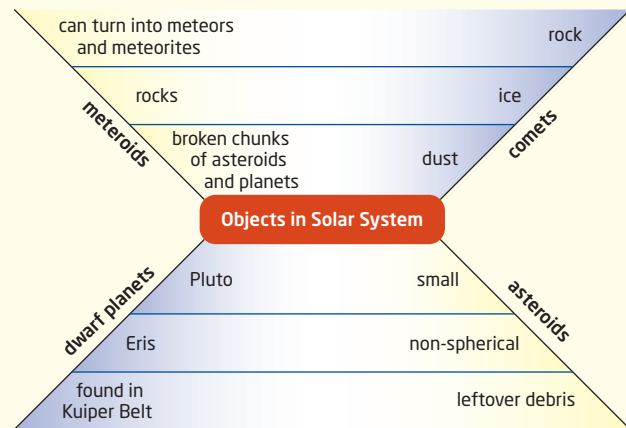 can turn into meteors
and meteorites
rock
rocks
ice
meteroids
comets
broken chunks
of asteroids
and planets
dust
Objects in Solar System
dwarf planets
Pluto
small
asteroids
Eris
non-spherical
found in
Kuiper Belt
leftover debris